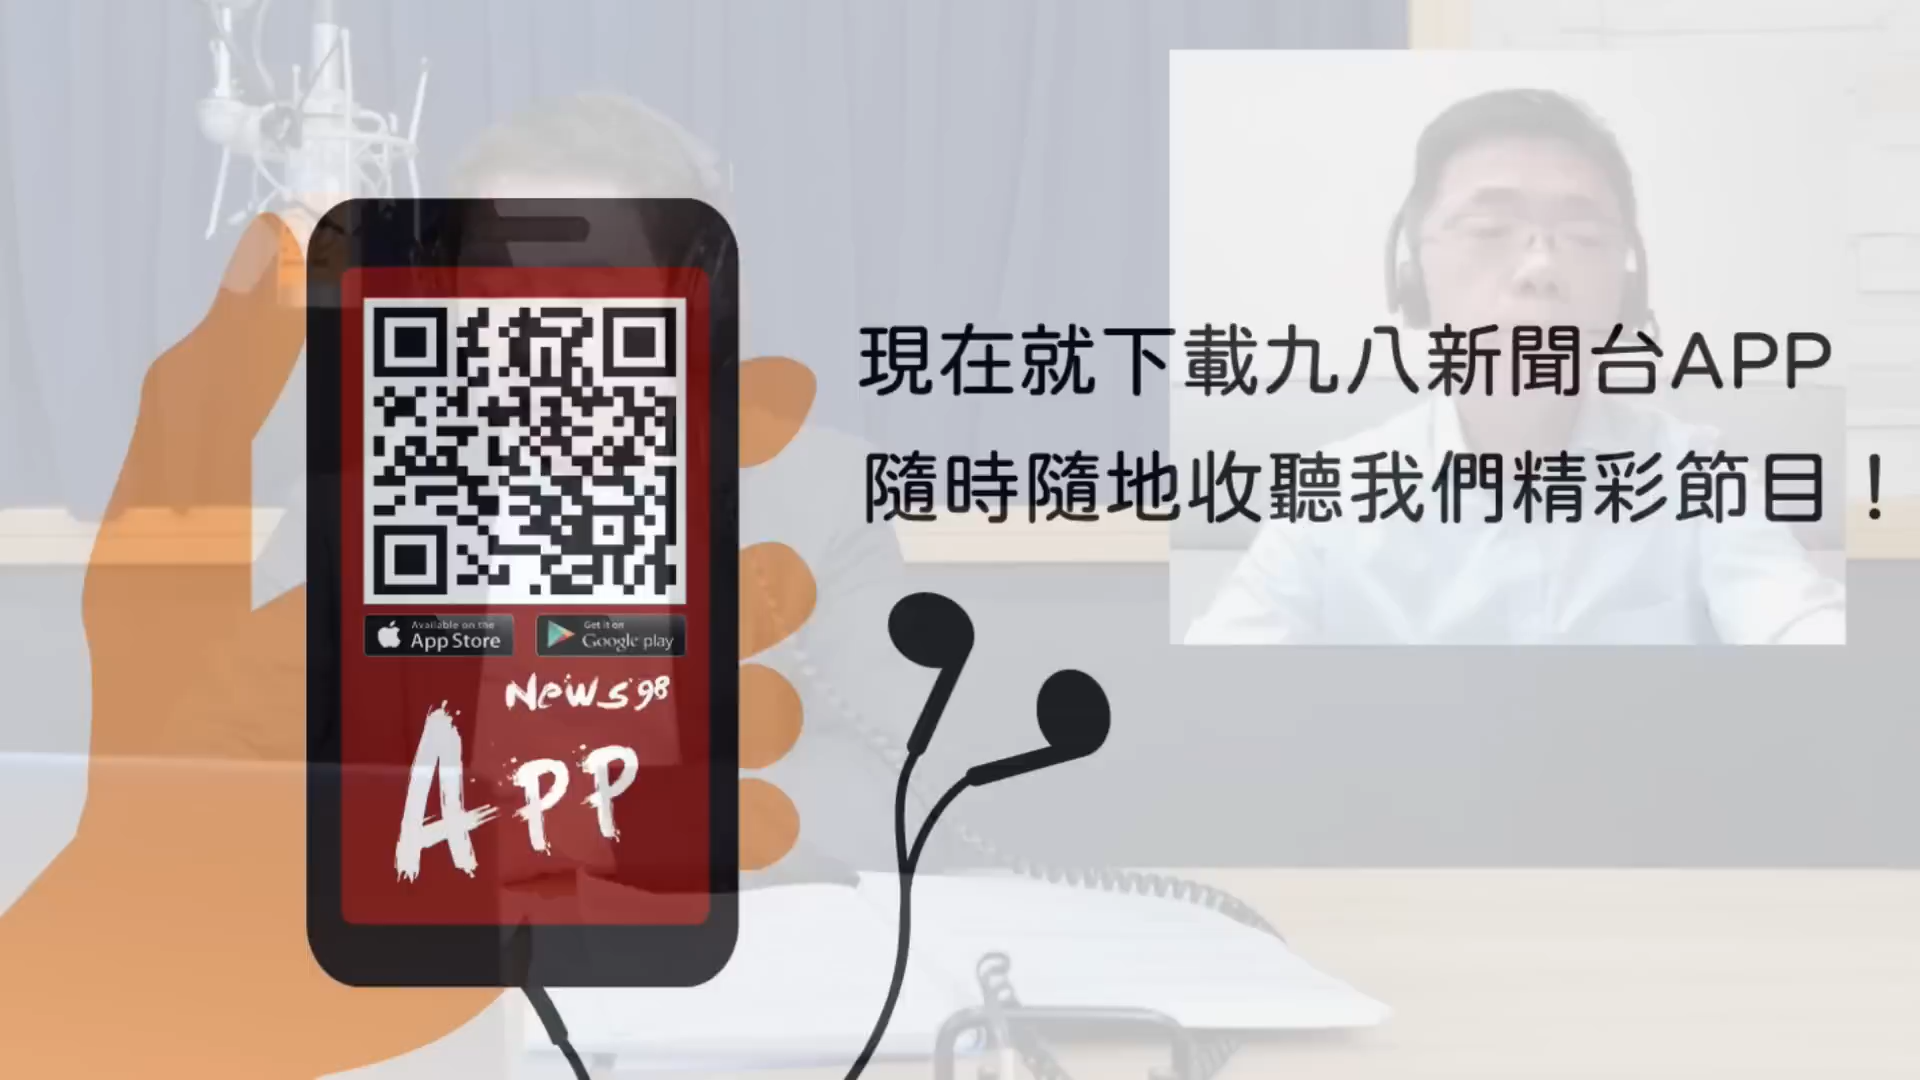 現在就下載九八新聞台APP
隨時隨地收聽我們精彩節目！
Available on the
App Store
Get it on
Google play
News98
APP